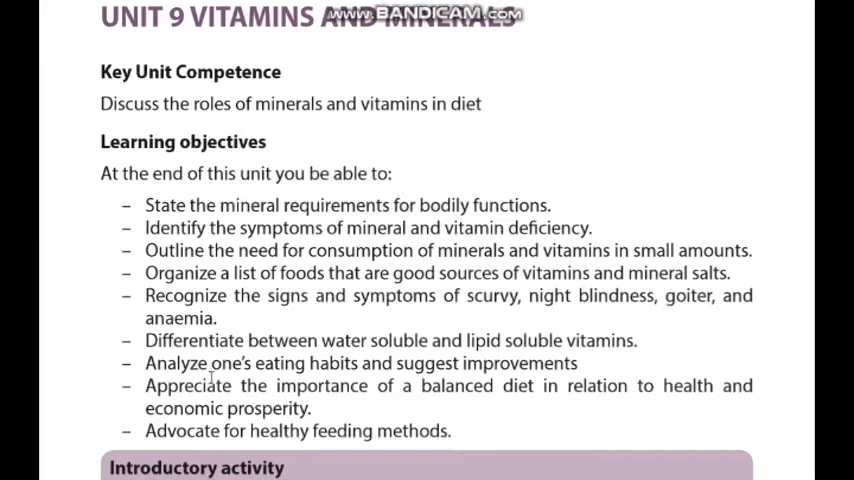 UNIT 9 VITAMINS AND MINERALS
www.BANDICAM.com
Key Unit Competence
Discuss the roles of minerals and vitamins in diet
Learning objectives
At the end of this unit you be able to:
– State the mineral requirements for bodily functions.
– Identify the symptoms of mineral and vitamin deficiency.
– Outline the need for consumption of minerals and vitamins in small amounts.
– Organize a list of foods that are good sources of vitamins and mineral salts.
– Recognize the signs and symptoms of scurvy, night blindness, goiter, and
anaemia.
– Differentiate between water soluble and lipid soluble vitamins.
– Analyze one’s eating habits and suggest improvements
– Appreciate the importance of a balanced diet in relation to health and
economic prosperity.
– Advocate for healthy feeding methods.
Introductory activity